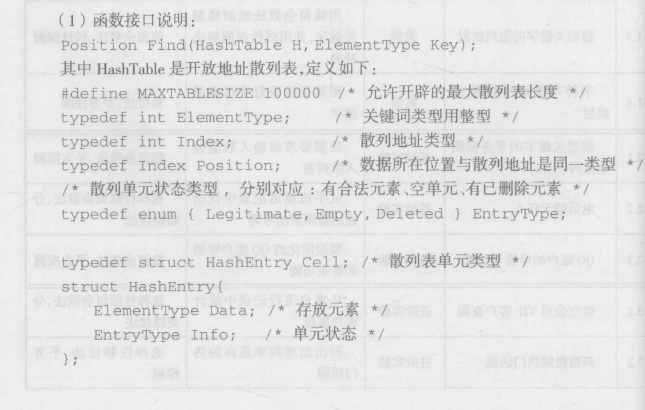 （1）函数接口说明：
Position Find(HashTable H,ElementType Key);
其中 HashTable 是开放地址散列表,定义如下:
#define MAXTABLESIZE 100000 /* 允许开辟的最大散列表长度 */
typedef int ElementType; /* 关键词类型用整型 */
typedef int Index; /* 散列地址类型 */
typedef Index Position; /* 数据所在位置与散列地址是同一类型 */
/* 散列单元状态类型, 分别对应：有合法元素、空单元、有已删除元素 */
typedef enum { Legitimate, Empty, Deleted } EntryType;
typedef struct HashEntry Cell; /* 散列表单元类型 */
struct HashEntry{
ElementType Data; /* 存放元素 */
EntryType Info; /* 单元状态 */
};